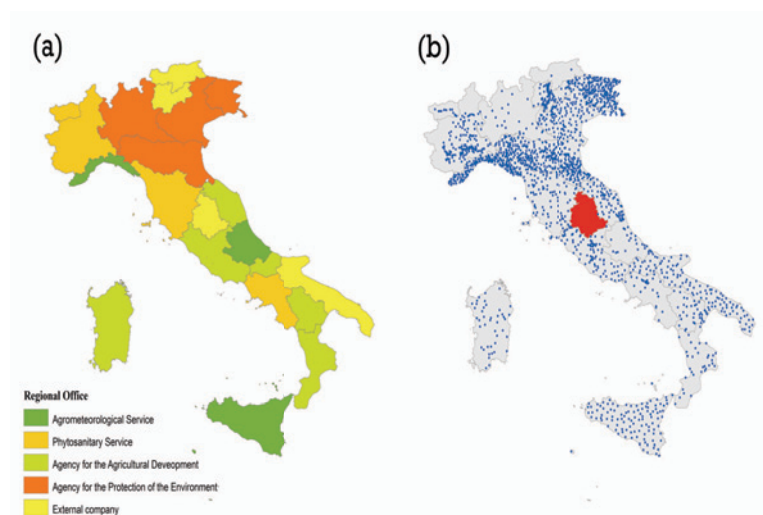 (a)
(b)
Regional Office
Agrometeorological Service
Phytosanitary Service
Agency for the Agricultural Deveopment
Agency for the Protection of the Environment
External company